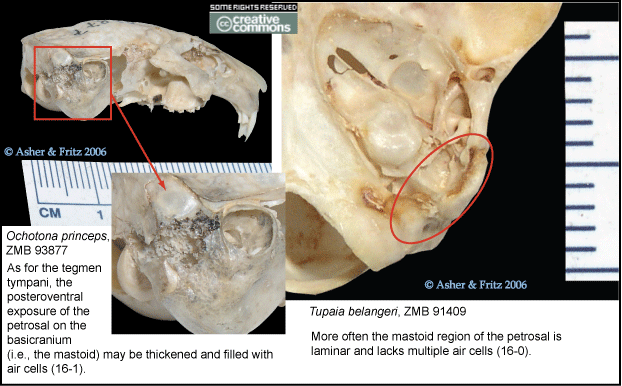 SOME RIGHTS RESERVED
cc creative
commons
© Asher & Fritz 2006
CM 1
Ochotona princeps,
ZMB 93877
As for the tegmen
tympani, the
posteroventral
exposure of the
petrosal on the
basicranium
(i.e., the mastoid) may be thickened and filled with
air cells (16-1).
© Asher & Fritz 2006
Tupaia belangeri, ZMB 91409
More often the mastoid region of the petrosal is
laminar and lacks multiple air cells (16-0).